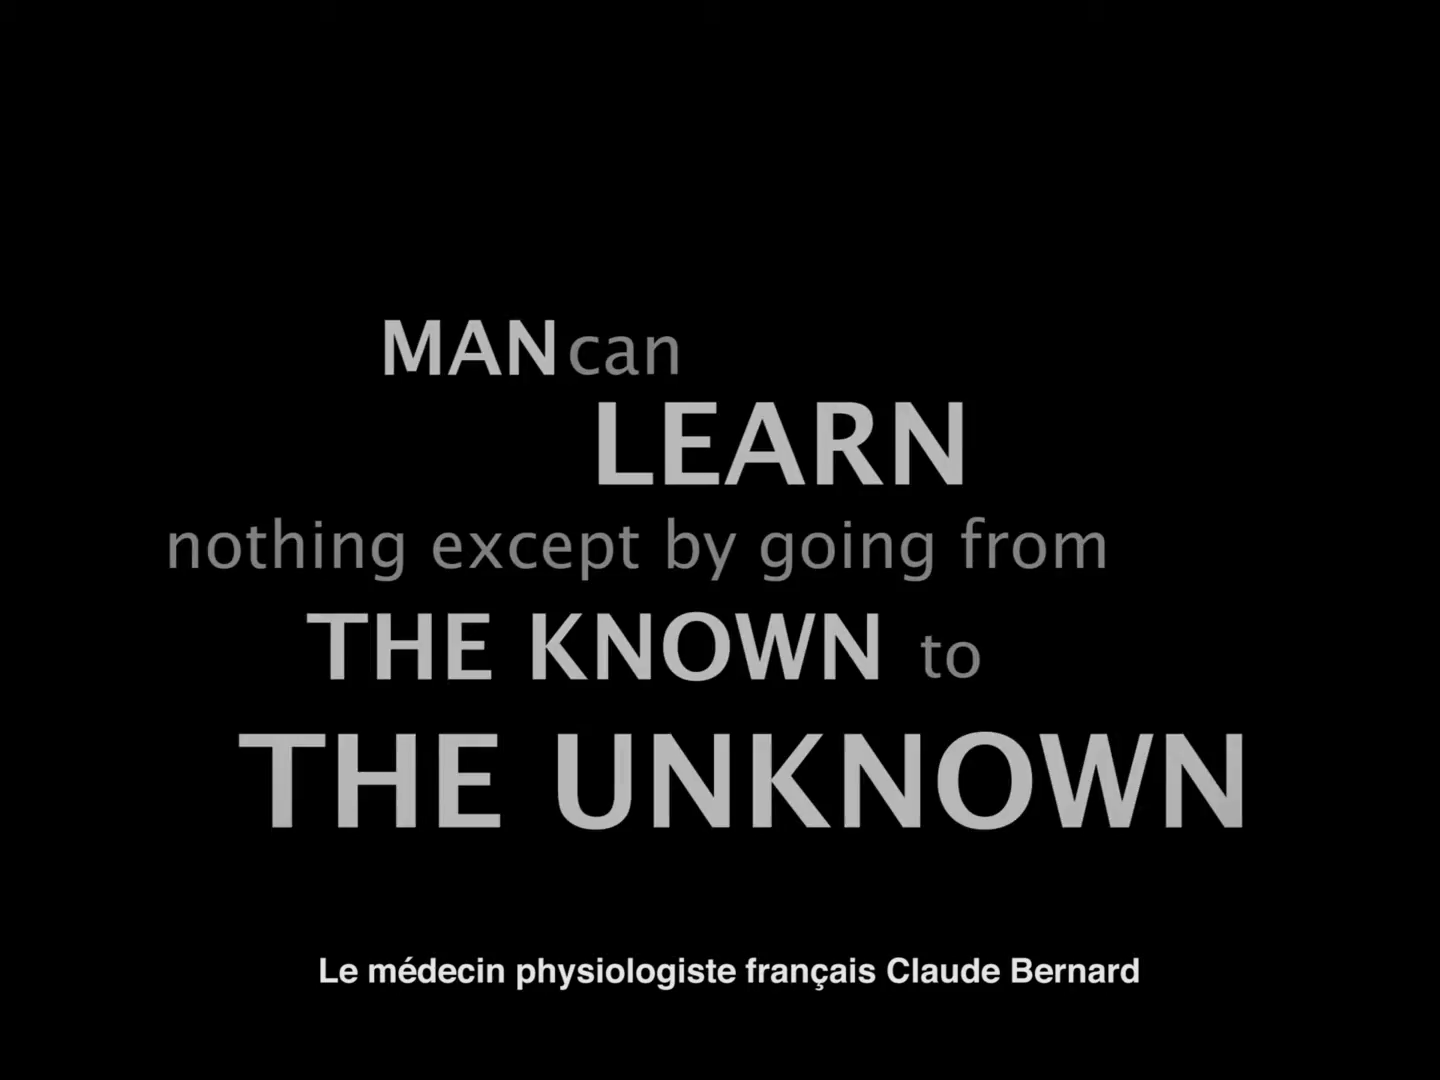 MAN can
LEARN
nothing except by going from
THE KNOWN to
THE UNKNOWN
Le médecin physiologiste français Claude Bernard